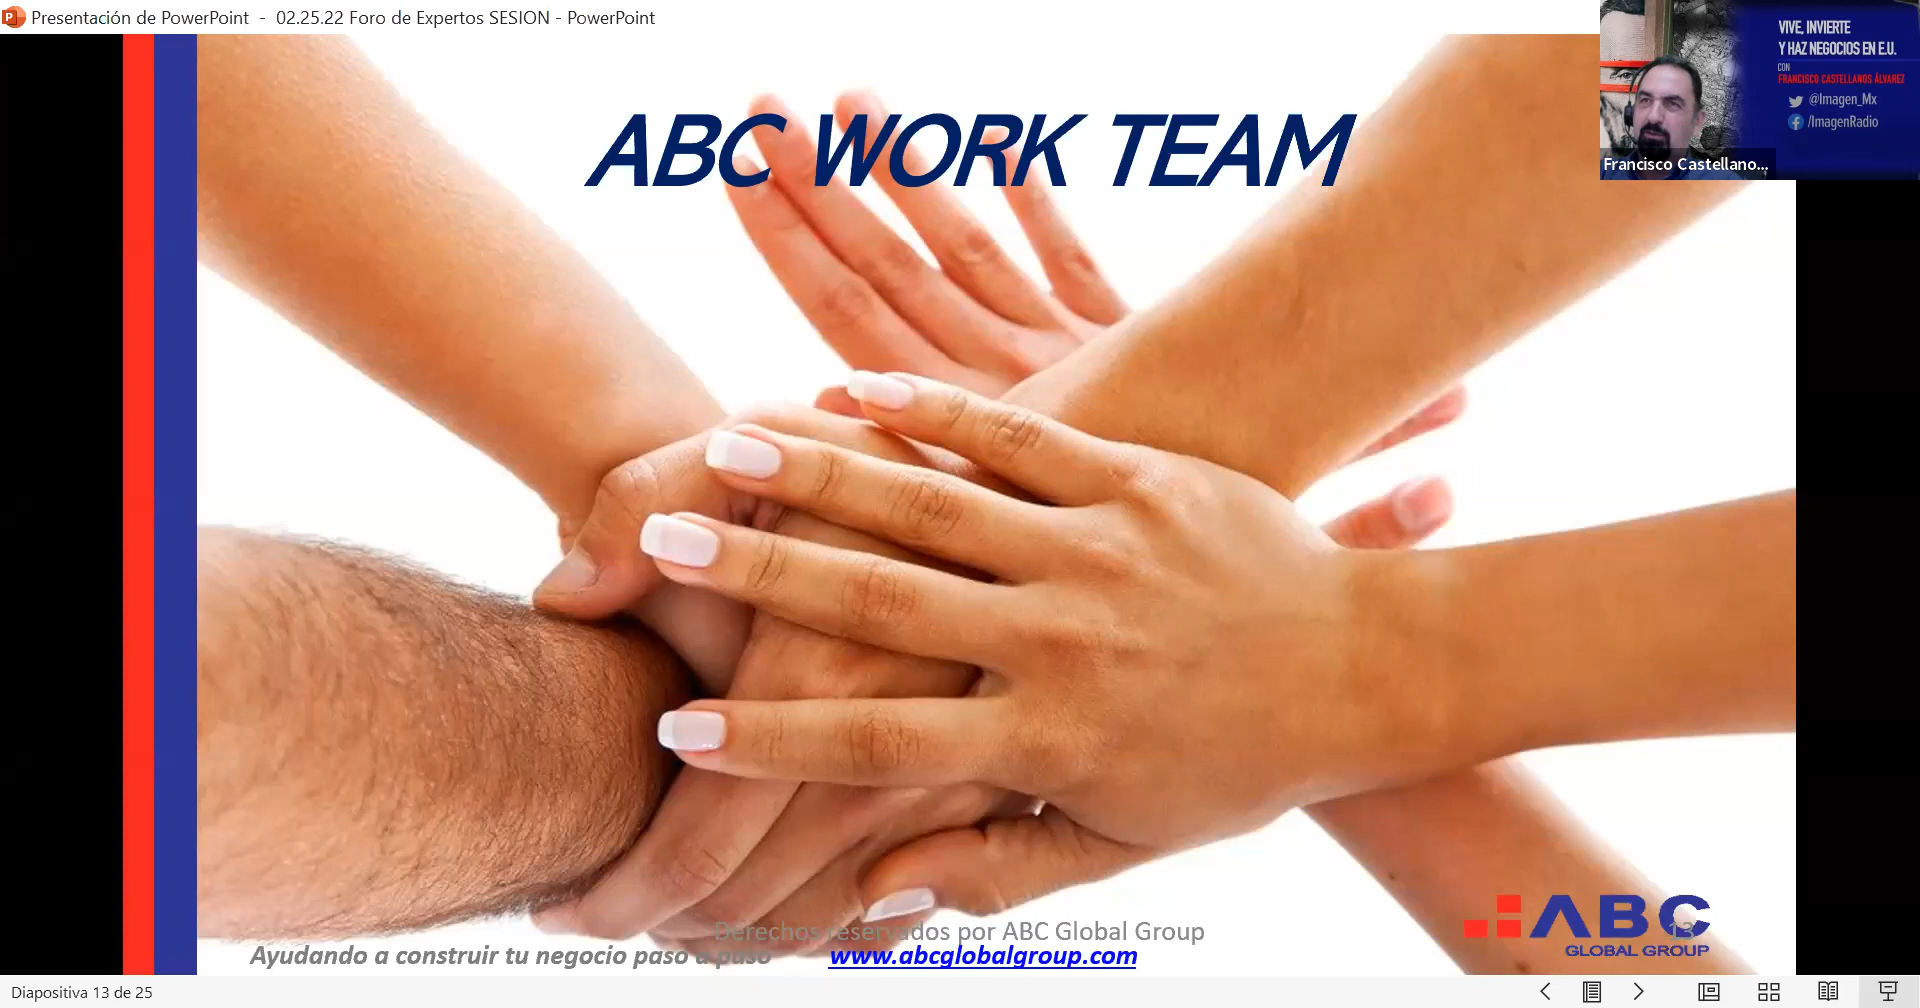 Presentación de PowerPoint - 02.25.22 Foro de Expertos SESION - PowerPoint
VIVE, INVIERTE
Y HAZ NEGOCIOS EN E.U.
CON
FRANCISCO CASTELLANOS ÁLVAREZ
@Imagen_Mx
/ImagenRadio
Francisco Castellano...
ABC WORK TEAM
Derechos reservados por ABC Global Group
Ayudando a construir tu negocio paso a paso
www.abcglobalgroup.com
ABC
13
GLOBAL GROUP
Diapositiva 13 de 25